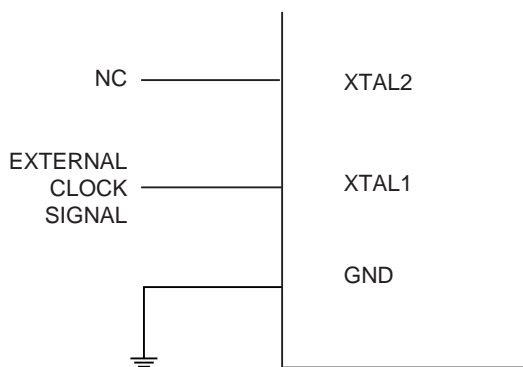 NC
XTAL2
EXTERNAL
CLOCK
SIGNAL
XTAL1
GND